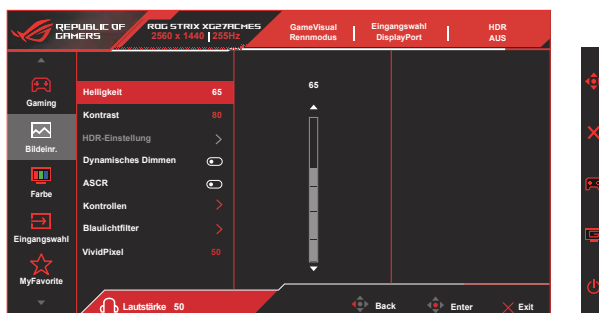 REPUBLIC OF
GAMERS
ROG STRIX XG27ACMES
2560 x 1440 | 255Hz
GameVisual
Rennmodus
Eingangswahl
DisplayPort
HDR
AUS
Gaming
Bildeinr.
Farbe
Eingangswahl
MyFavorite
Helligkeit 65
Kontrast 80
HDR-Einstellung
Dynamisches Dimmen
ASCR
Kontrollen
Blaulichtfilter
VividPixel 50
65
Lautstärke 50
Back
Enter
Exit